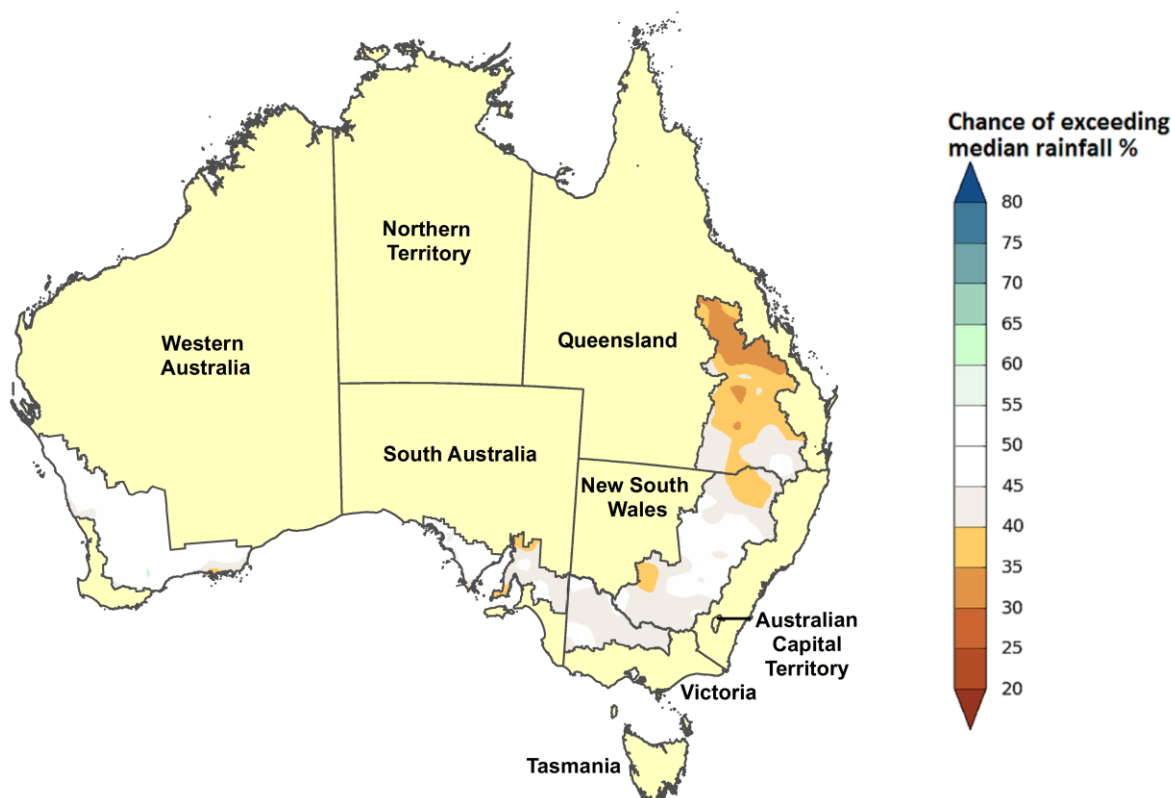 Northern
Territory
Western
Australia
Queensland
South Australia
New South
Wales
Australian
Capital
Territory
Victoria
Tasmania
Chance of exceeding
median rainfall %
80
75
70
65
60
55
50
45
40
35
30
25
20